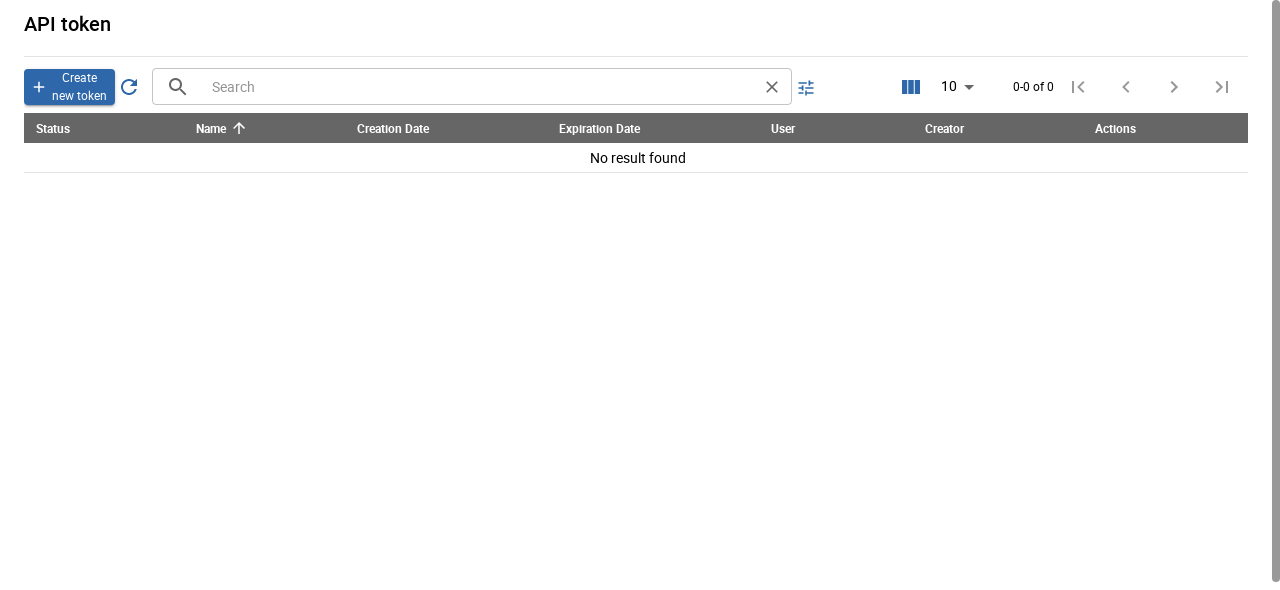 API token
Create
new token
Search
10
0-0 of 0
Status Name Creation Date Expiration Date User Creator Actions
No result found